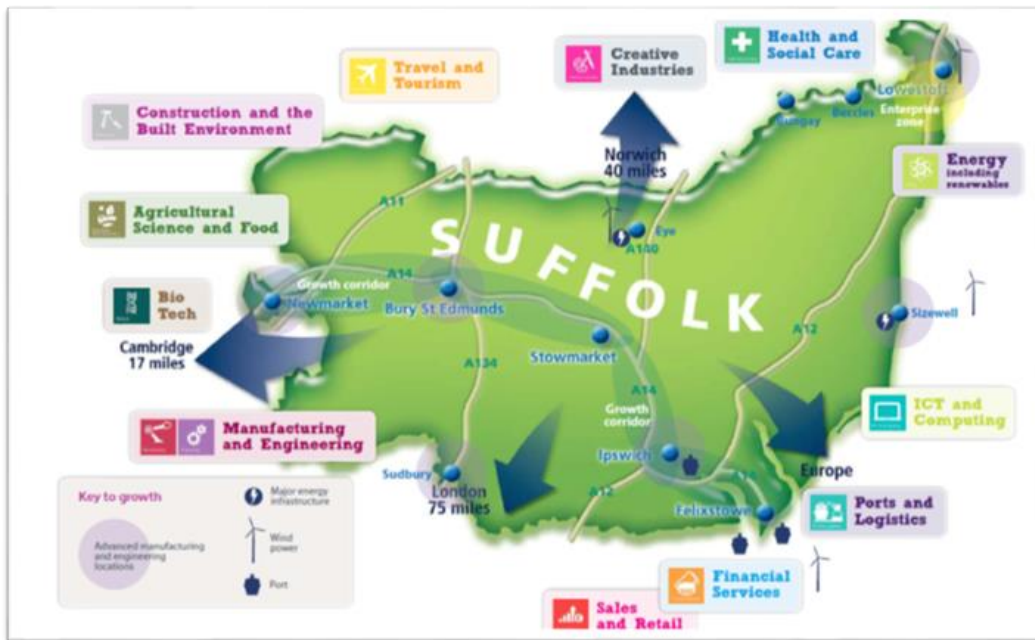 Health and
Social Care
Creative
Industries
Travel and
Tourism
Construction and the
Built Environment
Lowestoft
Beccles
Bungay
Enterprise
zone
Norwich
40 miles
Energy
including
renewables
A11
Agricultural
Science and Food
Eye
A140
SUFFOLK
A14
Growth corridor
Newmarket
Bury St Edmunds
Bio
Tech
Sizewell
A12
Cambridge
17 miles
Stowmarket
A134
A14
Growth
corridor
ICT and
Computing
Manufacturing
and Engineering
Ipswich
Sudbury
London
75 miles
A12
A14
Europe
Felixstowe
Ports and
Logistics
Key to growth
Advanced manufacturing
and engineering
locations
Major energy
infrastructure
Wind
power
Port
Financial
Services
Sales
and Retail